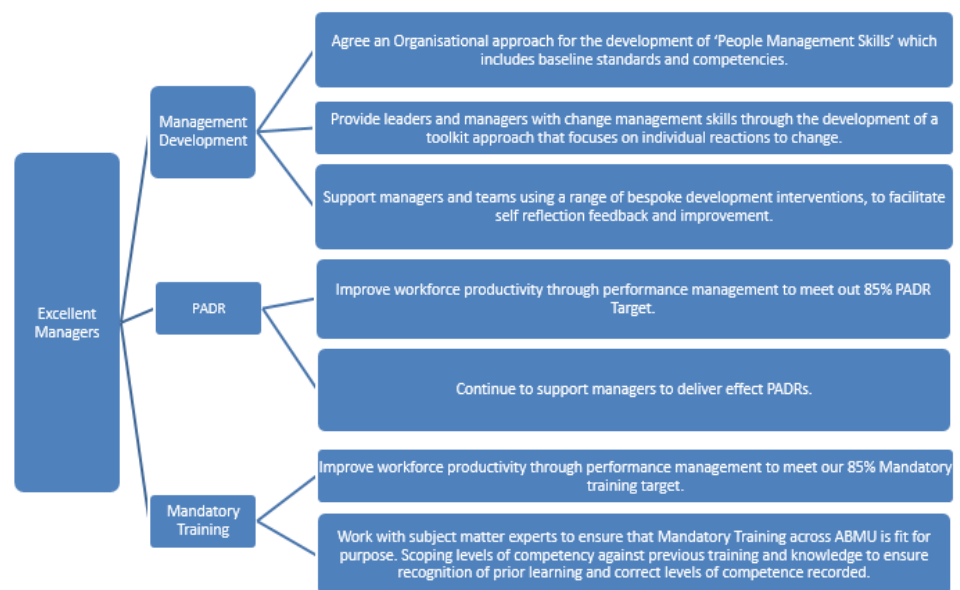 Excellent
Managers
Management
Development
Agree an Organisational approach for the development of ‘People Management Skills’ which
includes baseline standards and competencies.
Provide leaders and managers with change management skills through the development of a
toolkit approach that focuses on individual reactions to change.
Support managers and teams using a range of bespoke development interventions, to facilitate
self reflection feedback and improvement.
PADR
Improve workforce productivity through performance management to meet out 85% PADR
Target.
Continue to support managers to deliver effect PADRs.
Mandatory
Training
Improve workforce productivity through performance management to meet our 85% Mandatory
training target.
Work with subject matter experts to ensure that Mandatory Training across ABMU is fit for
purpose. Scoping levels of competency against previous training and knowledge to ensure
recognition of prior learning and correct levels of competence recorded.